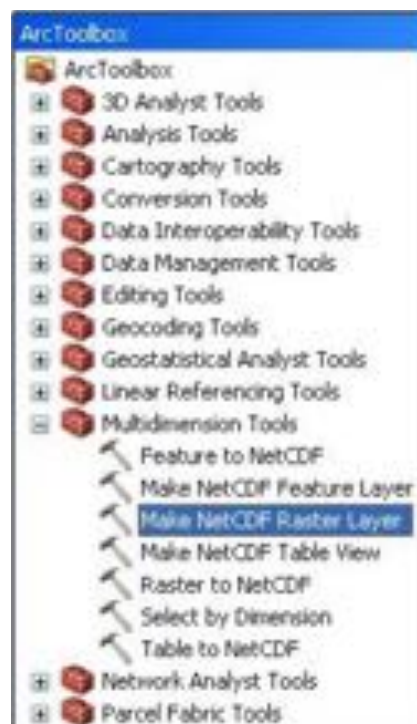 ArcToolbox
ArcToolbox
3D Analyst Tools
Analysis Tools
Cartography Tools
Conversion Tools
Data Interoperability Tools
Data Management Tools
Editing Tools
Geocoding Tools
Geostatistical Analyst Tools
Linear Referencing Tools
Multidimension Tools
Feature to NetCDF
Make NetCDF Feature Layer
Make NetCDF Raster Layer
Make NetCDF Table View
Raster to NetCDF
Select by Dimension
Table to NetCDF
Network Analyst Tools
Parcel Fabric Tools